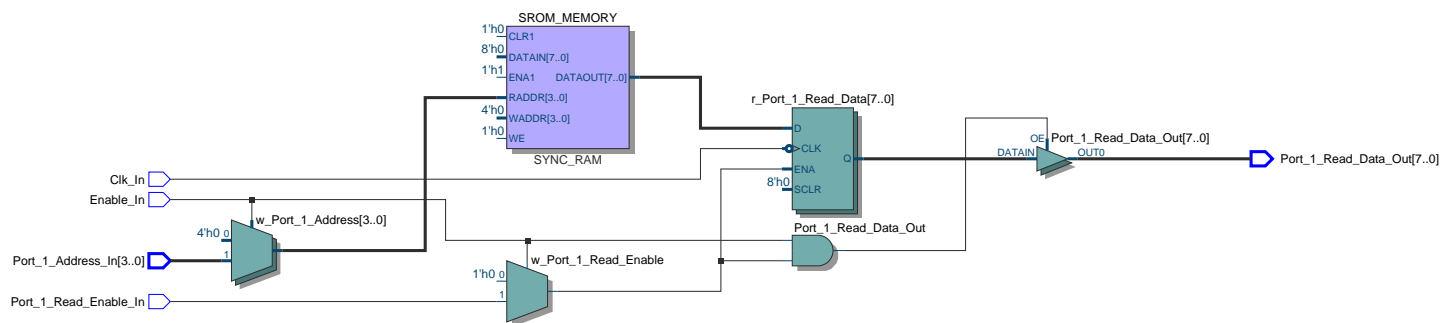 SROM_MEMORY
1'h0
CLR1
8'h0
DATAIN[7..0]
1'h1
ENA1
DATAOUT[7..0]
RADDR[3..0]
4'h0
WADDR[3..0]
1'h0
WE
SYNC_RAM
r_Port_1_Read_Data[7..0]
D
CLK
Q
ENA
8'h0
SCLR
OE
Port_1_Read_Data_Out[7..0]
DATAIN
OUT0
Port_1_Read_Data_Out[7..0]
Clk_In
Enable_In
w_Port_1_Address[3..0]
4'h0
0
Port_1_Address_In[3..0]
1
Port_1_Read_Data_Out
w_Port_1_Read_Enable
1'h0
0
1
Port_1_Read_Enable_In